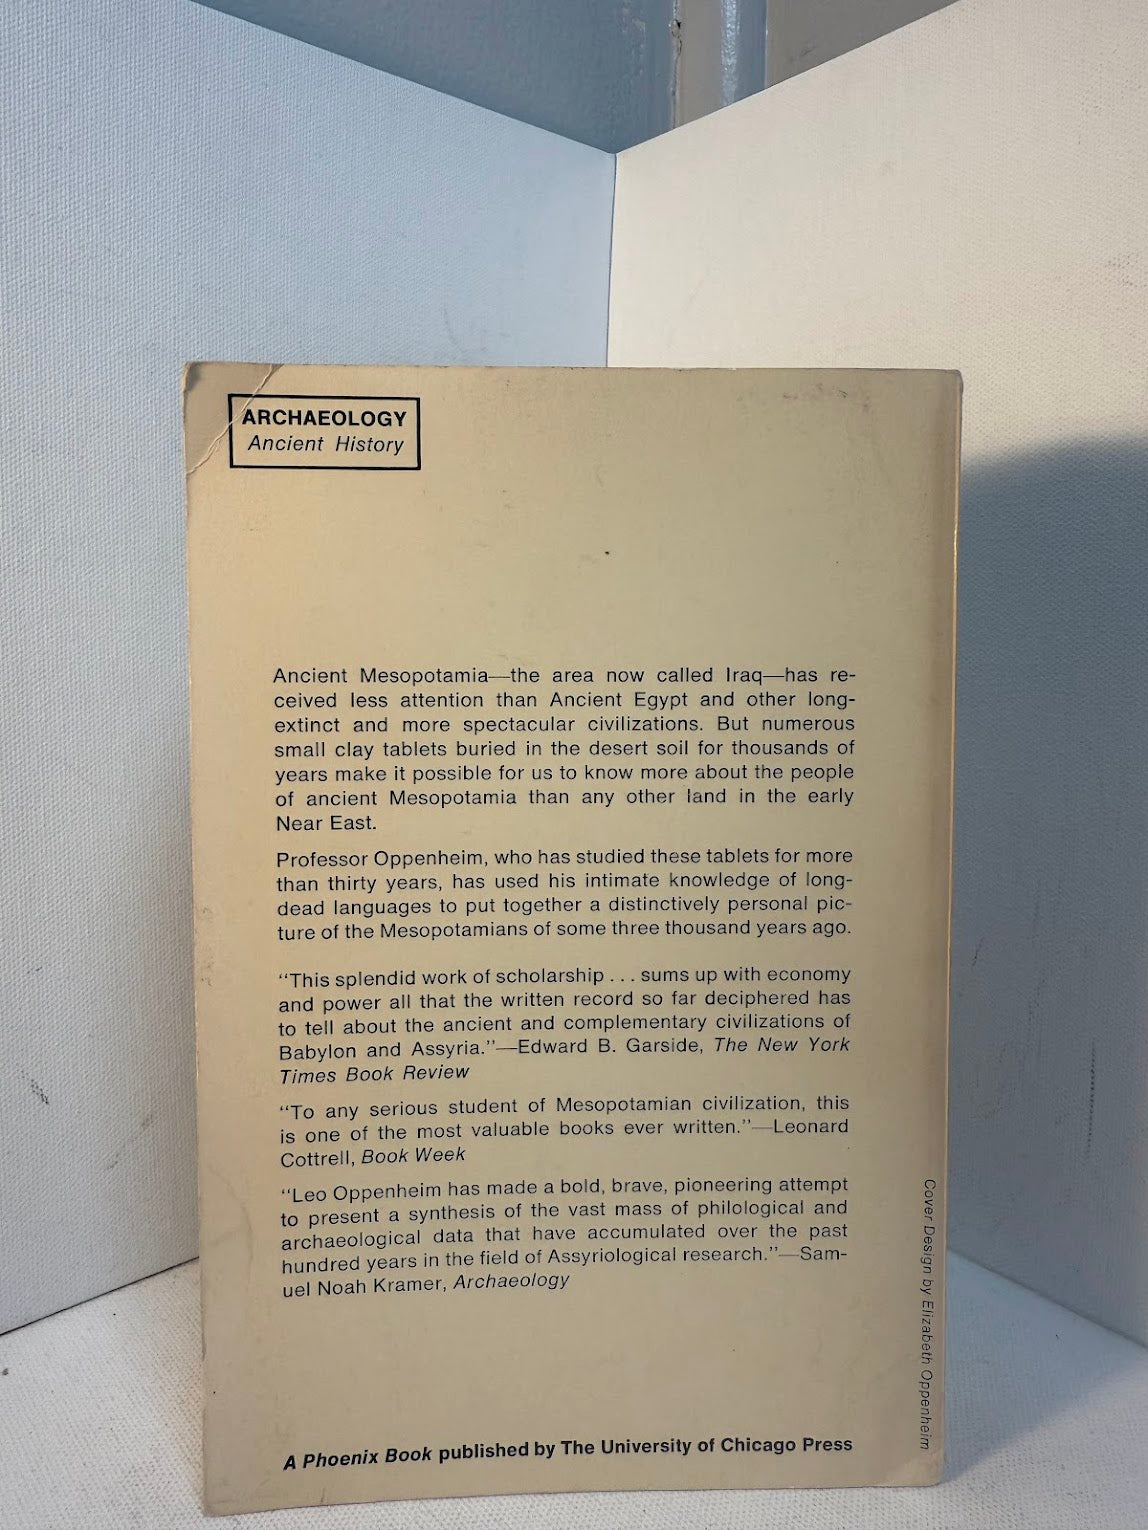 ARCHAEOLOGY
Ancient History
Ancient Mesopotamia—the area now called Iraq—has re-
ceived less attention than Ancient Egypt and other long-
extinct and more spectacular civilizations. But numerous
small clay tablets buried in the desert soil for thousands of
years make it possible for us to know more about the people
of ancient Mesopotamia than any other land in the early
Near East.
Professor Oppenheim, who has studied these tablets for more
than thirty years, has used his intimate knowledge of long-
dead languages to put together a distinctively personal pic-
ture of the Mesopotamians of some three thousand years ago.
“This splendid work of scholarship . . . sums up with economy
and power all that the written record so far deciphered has
to tell about the ancient and complementary civilizations of
Babylon and Assyria.”—Edward B. Garside, The New York
Times Book Review
“To any serious student of Mesopotamian civilization, this
is one of the most valuable books ever written.”—Leonard
Cottrell, Book Week
“Leo Oppenheim has made a bold, brave, pioneering attempt
to present a synthesis of the vast mass of philological and
archaeological data that have accumulated over the past
hundred years in the field of Assyriological research.”—Sam-
uel Noah Kramer, Archaeology
A Phoenix Book published by The University of Chicago Press
Cover Design by Elizabeth Oppenheim